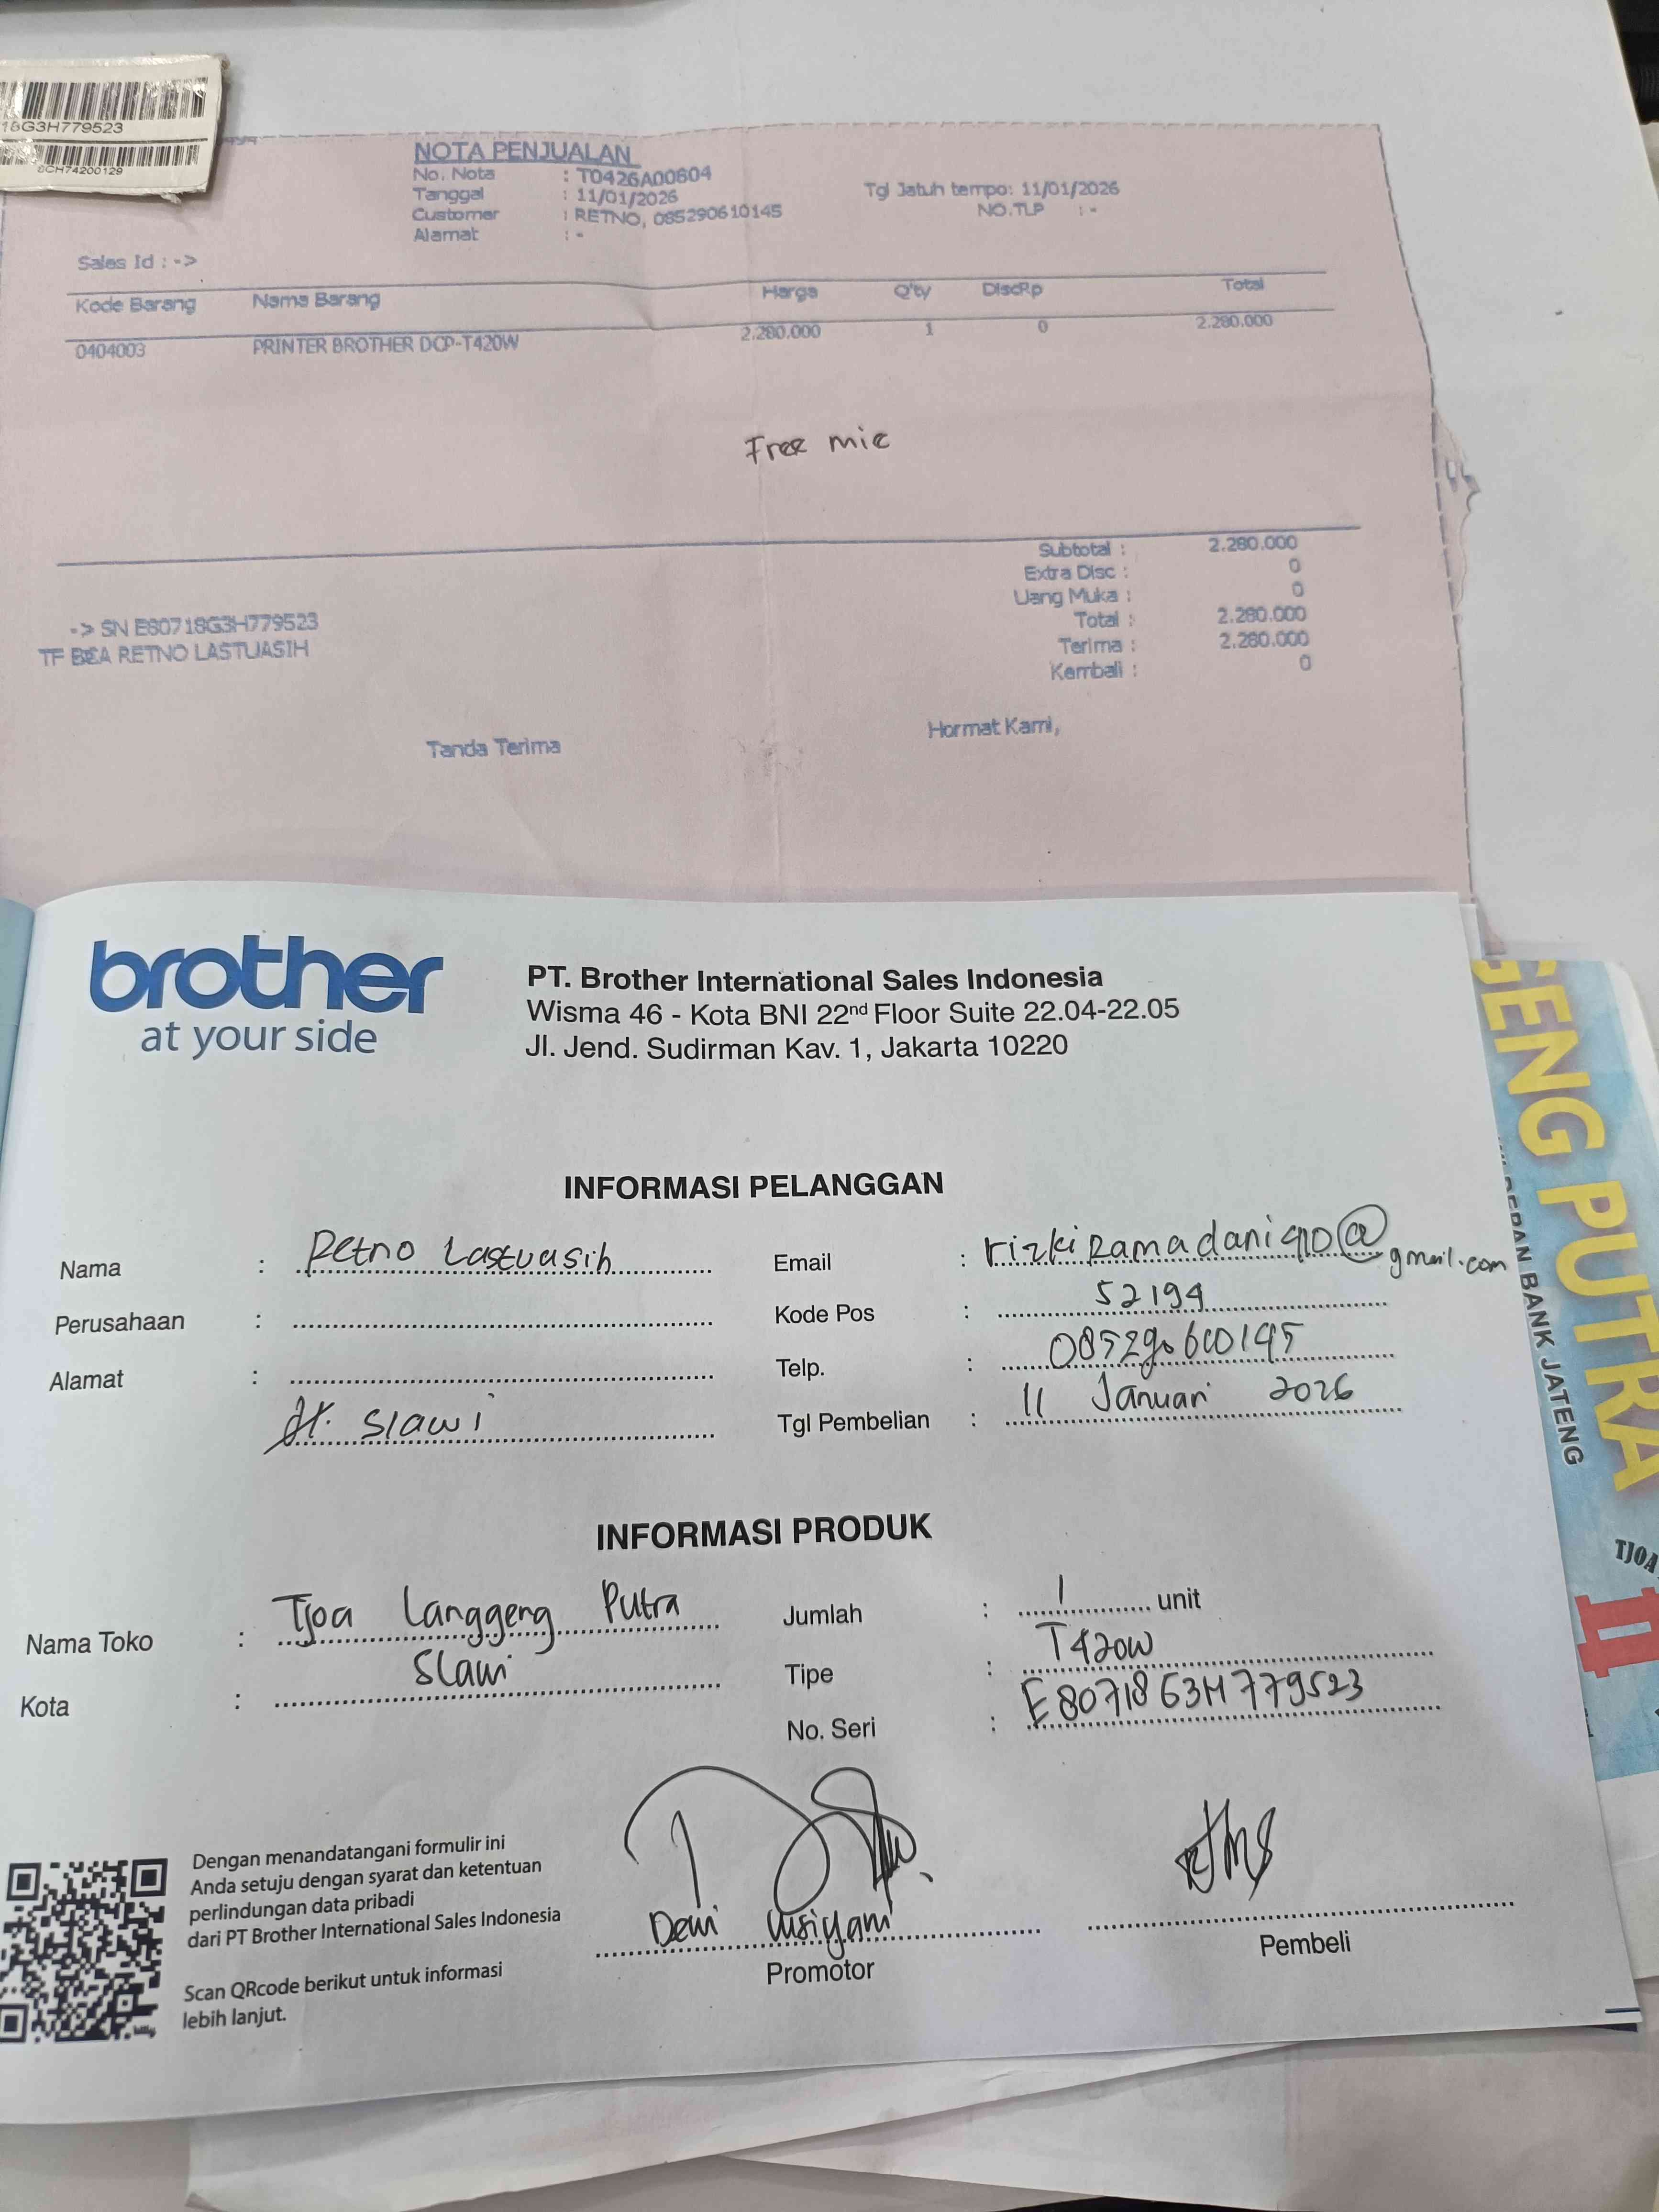 18G3H779523
8CH74200129
NOTA PENJUALAN
No. Nota : T0426A00604
Tanggal : 11/01/2026
Customer : RETNO, 085290610145
Alamat : -
Tgl Jatuh tempo: 11/01/2026
NO.TLP : -
Sales Id : ->
Kode Barang Nama Barang Harga Q'ty DiscRp Total
0404003 PRINTER BROTHER DCP-T420W 2.280.000 1 0 2.280.000
Free mic
Subtotal : 2.280.000
Extra Disc : 0
Uang Muka : 0
Total : 2.280.000
Terima : 2.280.000
Kembali : 0
-> SN E80718G3H779523
TF BCA RETNO LASTUASIH
Tanda Terima
Hormat Kami,
brother
at your side
PT. Brother International Sales Indonesia
Wisma 46 - Kota BNI 22nd Floor Suite 22.04-22.05
Jl. Jend. Sudirman Kav. 1, Jakarta 10220
INFORMASI PELANGGAN
Nama : Retno Lastuasih
Perusahaan :
Alamat :
Jl. Slawi
Email : rizkiramadani910@gmail.com
Kode Pos : 52194
Telp. : 085290600145
Tgl Pembelian : 11 Januari 2026
INFORMASI PRODUK
Nama Toko : Tjoa Langgeng Putra
Kota : Slawi
Jumlah : 1 unit
Tipe : T420W
No. Seri : E80718G3H779523
Dengan menandatangani formulir ini
Anda setuju dengan syarat dan ketentuan
perlindungan data pribadi
dari PT Brother International Sales Indonesia
Scan QRcode berikut untuk informasi
lebih lanjut.
Dewi
Promotor
Pembeli
GENG PUTRA
DEPAN BANK JATENG
TJOA
II